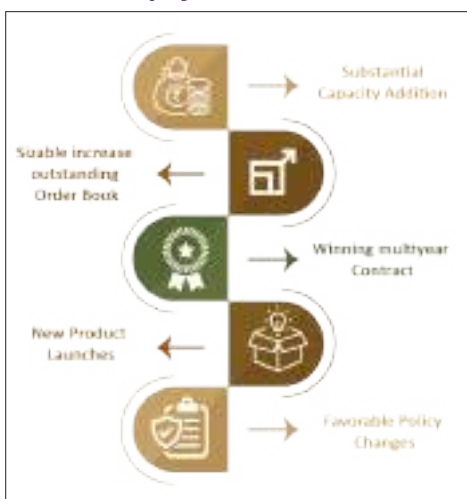 Substantial
Capacity Addition
Sizable increase
outstanding
Order Book
Winning multiyear
Contract
New Product
Launches
Favorable Policy
Changes